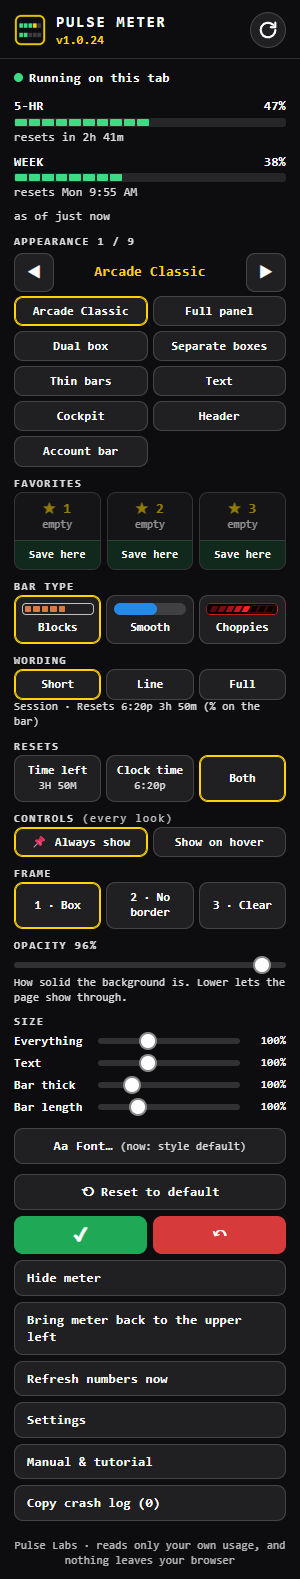 PULSE METER
v1.0.24
Running on this tab
5-HR 47%
resets in 2h 41m
WEEK 38%
resets Mon 9:55 AM
as of just now
APPEARANCE 1 / 9
◀ Arcade Classic ▶
Arcade Classic Full panel
Dual box Separate boxes
Thin bars Text
Cockpit Header
Account bar
FAVORITES
★ 1 ★ 2 ★ 3
empty empty empty
Save here Save here Save here
BAR TYPE
Blocks Smooth Choppies
WORDING
Short Line Full
Session · Resets 6:20p 3h 50m (% on the
bar)
RESETS
Time left Clock time Both
3H 50M 6:20p
CONTROLS (every look)
📌 Always show Show on hover
FRAME
1 · Box 2 · No border 3 · Clear
OPACITY 96%
How solid the background is. Lower lets the
page show through.
SIZE
Everything 100%
Text 100%
Bar thick 100%
Bar length 100%
Aa Font… (now: style default)
⟲ Reset to default
✔ ↶
Hide meter
Bring meter back to the upper
left
Refresh numbers now
Settings
Manual & tutorial
Copy crash log (0)
Pulse Labs · reads only your own usage, and
nothing leaves your browser